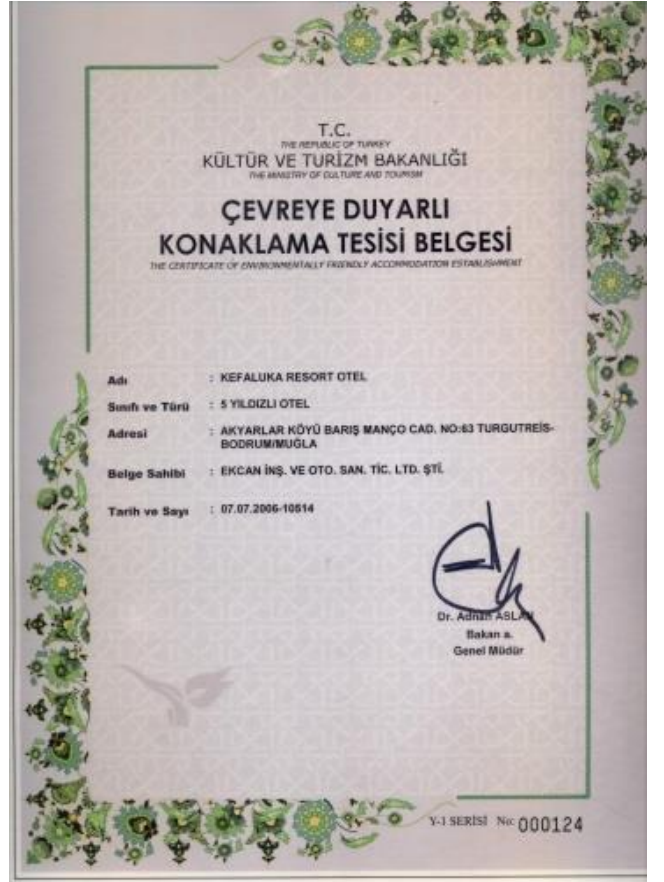 T.C.
THE REPUBLIC OF TURKEY
KÜLTÜR VE TURİZM BAKANLIĞI
THE MINISTRY OF CULTURE AND TOURISM
ÇEVREYE DUYARLI
KONAKLAMA TESİSİ BELGESİ
THE CERTIFICATE OF ENVIRONMENTALLY FRIENDLY ACCOMMODATION ESTABLISHMENT
Adı : KEFALUKA RESORT OTEL
Sınıfı ve Türü : 5 YILDIZLI OTEL
Adresi : AKYARLAR KÖYÜ BARIŞ MANÇO CAD. NO:63 TURGUTREİS-
BODRUM/MUĞLA
Belge Sahibi : EKCAN İNŞ. VE OTO. SAN. TİC. LTD. ŞTİ.
Tarih ve Sayı : 07.07.2006-10514
Dr. Adnan ASLAN
Bakan a.
Genel Müdür
Y-1 SERİSİ No: 000124